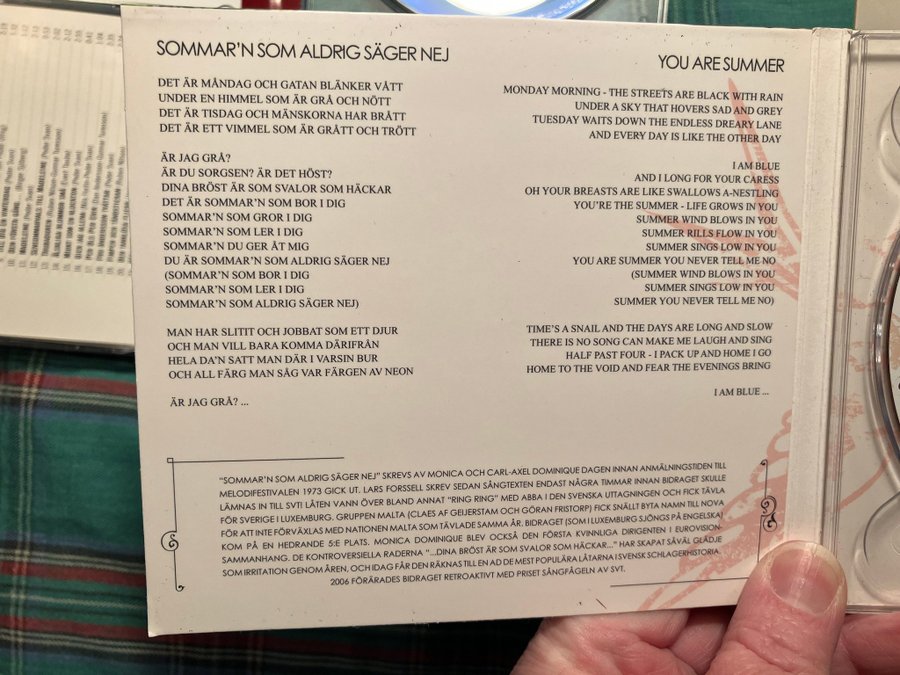 SOMMAR'N SOM ALDRIG SÄGER NEJ
DET ÄR MÅNDAG OCH GATAN BLÄNKER VÅTT
UNDER EN HIMMEL SOM ÄR GRÅ OCH NÖTT
DET ÄR TISDAG OCH MÄNSKORNA HAR BRÅTT
DET ÄR ETT VIMMEL SOM ÄR GRÅTT OCH TRÖTT
ÄR JAG GRÅ?
ÄR DU SORGSEN? ÄR DET HÖST?
DINA BRÖST ÄR SOM SVALOR SOM HÄCKAR
DET ÄR SOMMAR'N SOM BOR I DIG
SOMMAR'N SOM GROR I DIG
SOMMAR'N SOM LER I DIG
SOMMAR'N DU GER ÅT MIG
DU ÄR SOMMAR'N SOM ALDRIG SÄGER NEJ
(SOMMAR'N SOM BOR I DIG
SOMMAR'N SOM LER I DIG
SOMMAR'N SOM ALDRIG SÄGER NEJ)
MAN HAR SLITIT OCH JOBBAT SOM ETT DJUR
OCH MAN VILL BARA KOMMA DÄRIFRÅN
HELA DA'N SATT MAN DÄR I VARSIN BUR
OCH ALL FÄRG MAN SÅG VAR FÄRGEN AV NEON
ÄR JAG GRÅ? ...
YOU ARE SUMMER
MONDAY MORNING - THE STREETS ARE BLACK WITH RAIN
UNDER A SKY THAT HOVERS SAD AND GREY
TUESDAY WAITS DOWN THE ENDLESS DREARY LANE
AND EVERY DAY IS LIKE THE OTHER DAY
I AM BLUE
AND I LONG FOR YOUR CARESS
OH YOUR BREASTS ARE LIKE SWALLOWS A-NESTLING
YOU'RE THE SUMMER - LIFE GROWS IN YOU
SUMMER WIND BLOWS IN YOU
SUMMER RILLS FLOW IN YOU
SUMMER SINGS LOW IN YOU
YOU ARE SUMMER YOU NEVER TELL ME NO
(SUMMER WIND BLOWS IN YOU
SUMMER SINGS LOW IN YOU
SUMMER YOU NEVER TELL ME NO)
TIME'S A SNAIL AND THE DAYS ARE LONG AND SLOW
THERE IS NO SONG CAN MAKE ME LAUGH AND SING
HALF PAST FOUR - I PACK UP AND HOME I GO
HOME TO THE VOID AND FEAR THE EVENINGS BRING
I AM BLUE ...
"SOMMAR'N SOM ALDRIG SÄGER NEJ" SKREVS AV MONICA OCH CARL-AXEL DOMINIQUE DAGEN INNAN ANMÄLNINGSTIDEN TILL
MELODIFESTIVALEN 1973 GICK UT. LARS FORSSELL SKREV SEDAN SÅNGTEXTEN ENDAST NÅGRA TIMMAR INNAN BIDRAGET SKULLE
LÄMNAS IN TILL SVT! LÅTEN VANN ÖVER BLAND ANNAT "RING RING" MED ABBA I DEN SVENSKA UTTAGNINGEN OCH FICK TÄVLA
FÖR SVERIGE I LUXEMBURG. GRUPPEN MALTA (CLAES AF GEIJERSTAM OCH GÖRAN FRISTORP) FICK SNÄLLT BYTA NAMN TILL NOVA
FÖR ATT INTE FÖRVÄXLAS MED NATIONEN MALTA SOM TÄVLADE SAMMA ÅR. BIDRAGET (SOM I LUXEMBURG SJÖNGS PÅ ENGELSKA)
KOM PÅ EN HEDRANDE 5:E PLATS. MONICA DOMINIQUE BLEV OCKSÅ DEN FÖRSTA KVINNLIGA DIRIGENTEN I EUROVISION-
SAMMANHANG. DE KONTROVERSIELLA RADERNA "...DINA BRÖST ÄR SOM SVALOR SOM HÄCKAR..." HAR SKAPAT SÅVÄL GLÄDJE
SOM IRRITATION GENOM ÅREN, OCH IDAG FÅR DEN RÄKNAS TILL EN AD DE MEST POPULÄRA LÅTARNA I SVENSK SCHLAGERHISTORIA.
2006 FÖRÄRADES BIDRAGET RETROAKTIVT MED PRISET SÅNGFÅGELN AV SVT.